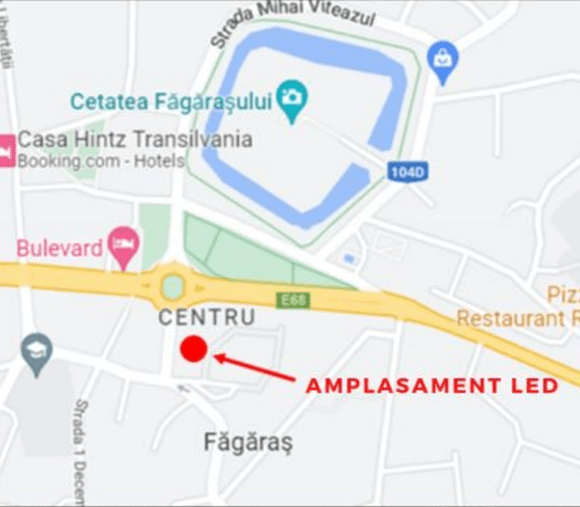 Libertății
Strada Mihai Viteazul
Cetatea Făgărașului
Casa Hintz Transilvania
Booking.com - Hotels
104D
Bulevard
E68
CENTRU
Restaurant R
AMPLASAMENT LED
Făgăraș
Strada 1 Decem